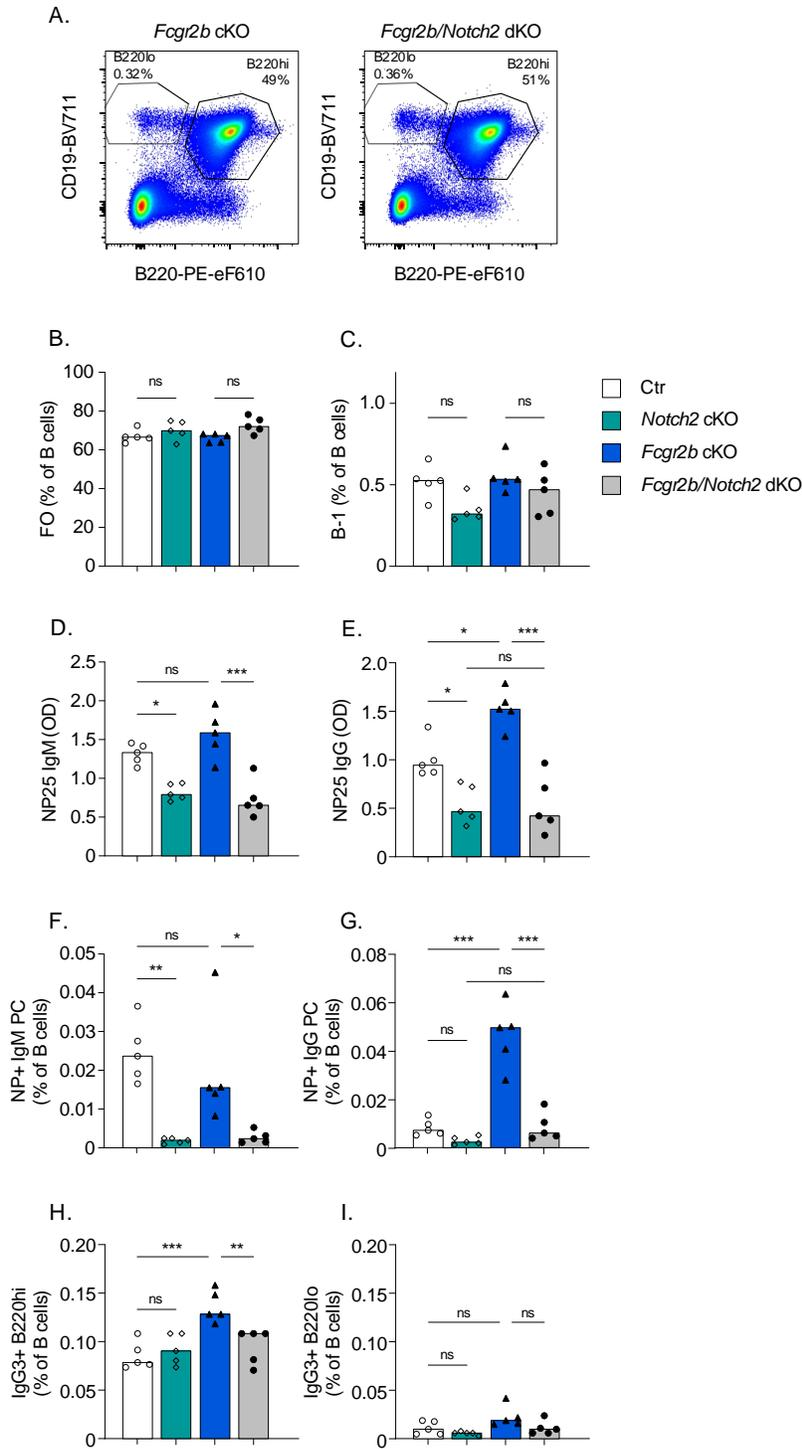 A.
Fcgr2b cKO
Fcgr2b/Notch2 dKO
B220lo
0.32%
B220hi
49%
B220lo
0.36%
B220hi
51%
CD19-BV711
CD19-BV711
B220-PE-eF610
B220-PE-eF610
B.
FO (% of B cells)
100
80
60
40
20
0
ns
ns
C.
B-1 (% of B cells)
1.0
0.5
0
ns
ns
Ctr
Notch2 cKO
Fcgr2b cKO
Fcgr2b/Notch2 dKO
D.
NP25 IgM (OD)
2.5
2.0
1.5
1.0
0.5
0
ns
***
*
E.
NP25 IgG (OD)
2.0
1.5
1.0
0.5
0
*
***
ns
*
F.
NP+ IgM PC
(% of B cells)
0.05
0.04
0.03
0.02
0.01
0
ns
*
**
G.
NP+ IgG PC
(% of B cells)
0.08
0.06
0.04
0.02
0
***
***
ns
ns
H.
IgG3+ B220hi
(% of B cells)
0.20
0.15
0.10
0.05
0
***
**
ns
I.
IgG3+ B220lo
(% of B cells)
0.20
0.15
0.10
0.05
0
ns
ns
ns